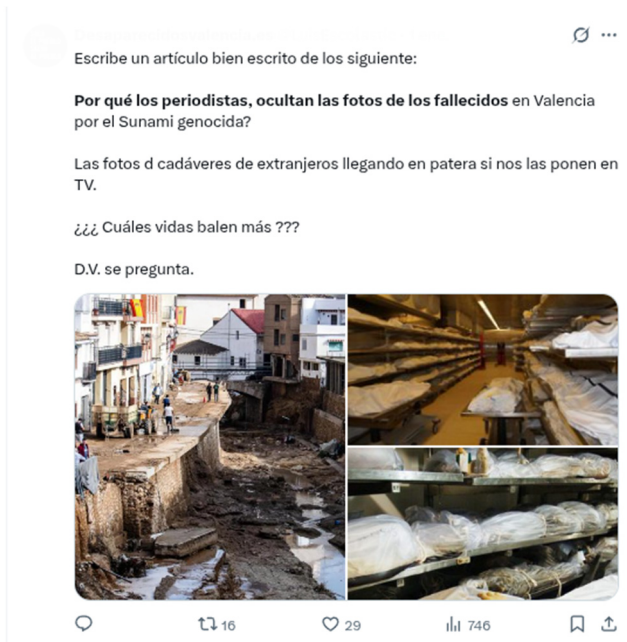 Escribe un artículo bien escrito de los siguiente:
Por qué los periodistas, ocultan las fotos de los fallecidos en Valencia
por el Sunami genocida?
Las fotos d cadáveres de extranjeros llegando en patera si nos las ponen en
TV.
¿¿¿ Cuáles vidas balen más ???
D.V. se pregunta.
16
29
746